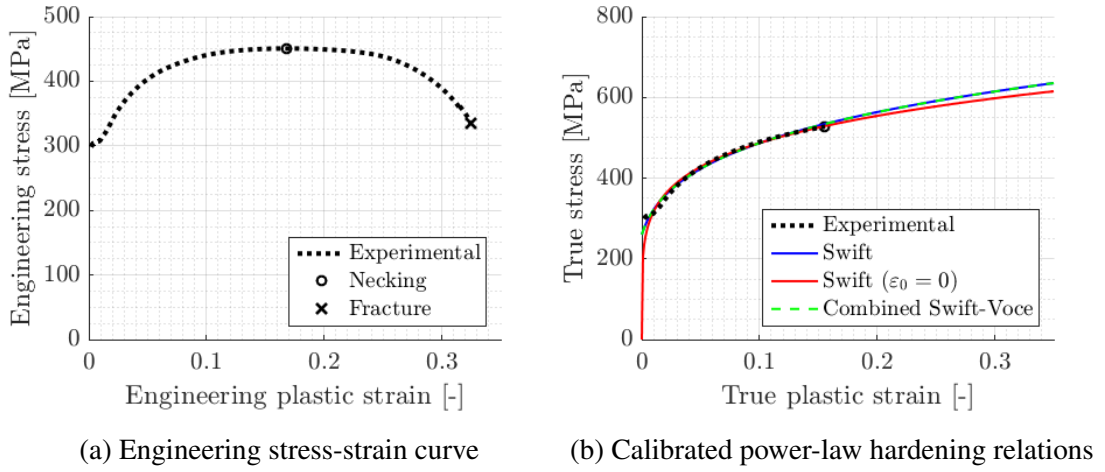 500
450
400
300
200
100
0
0
0.1
0.2
0.3
Engineering stress [MPa]
Engineering plastic strain [-]
Experimental
Necking
Fracture
(a) Engineering stress-strain curve
800
600
400
200
0
0
0.1
0.2
0.3
True stress [MPa]
True plastic strain [-]
Experimental
Swift
Swift (ε₀ = 0)
Combined Swift-Voce
(b) Calibrated power-law hardening relations